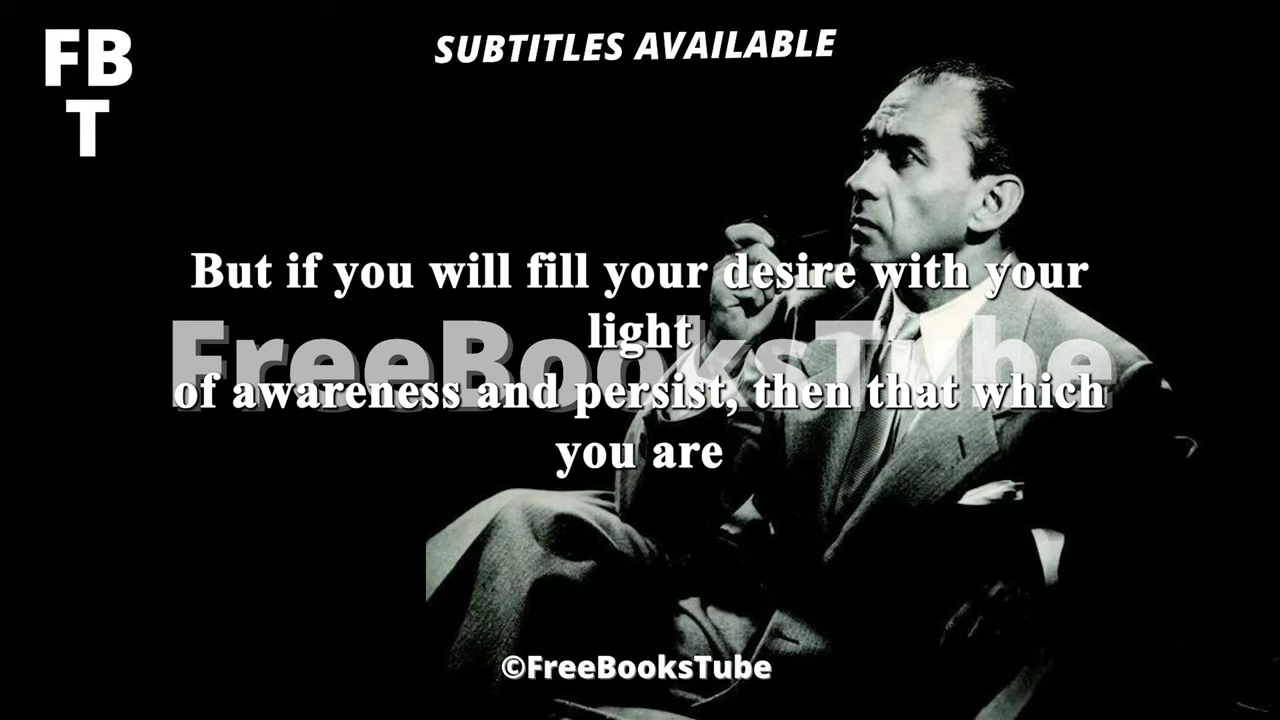 FB
T
SUBTITLES AVAILABLE
But if you will fill your desire with your
light
FreeBooksTube
of awareness and persist, then that which
you are
©FreeBooksTube